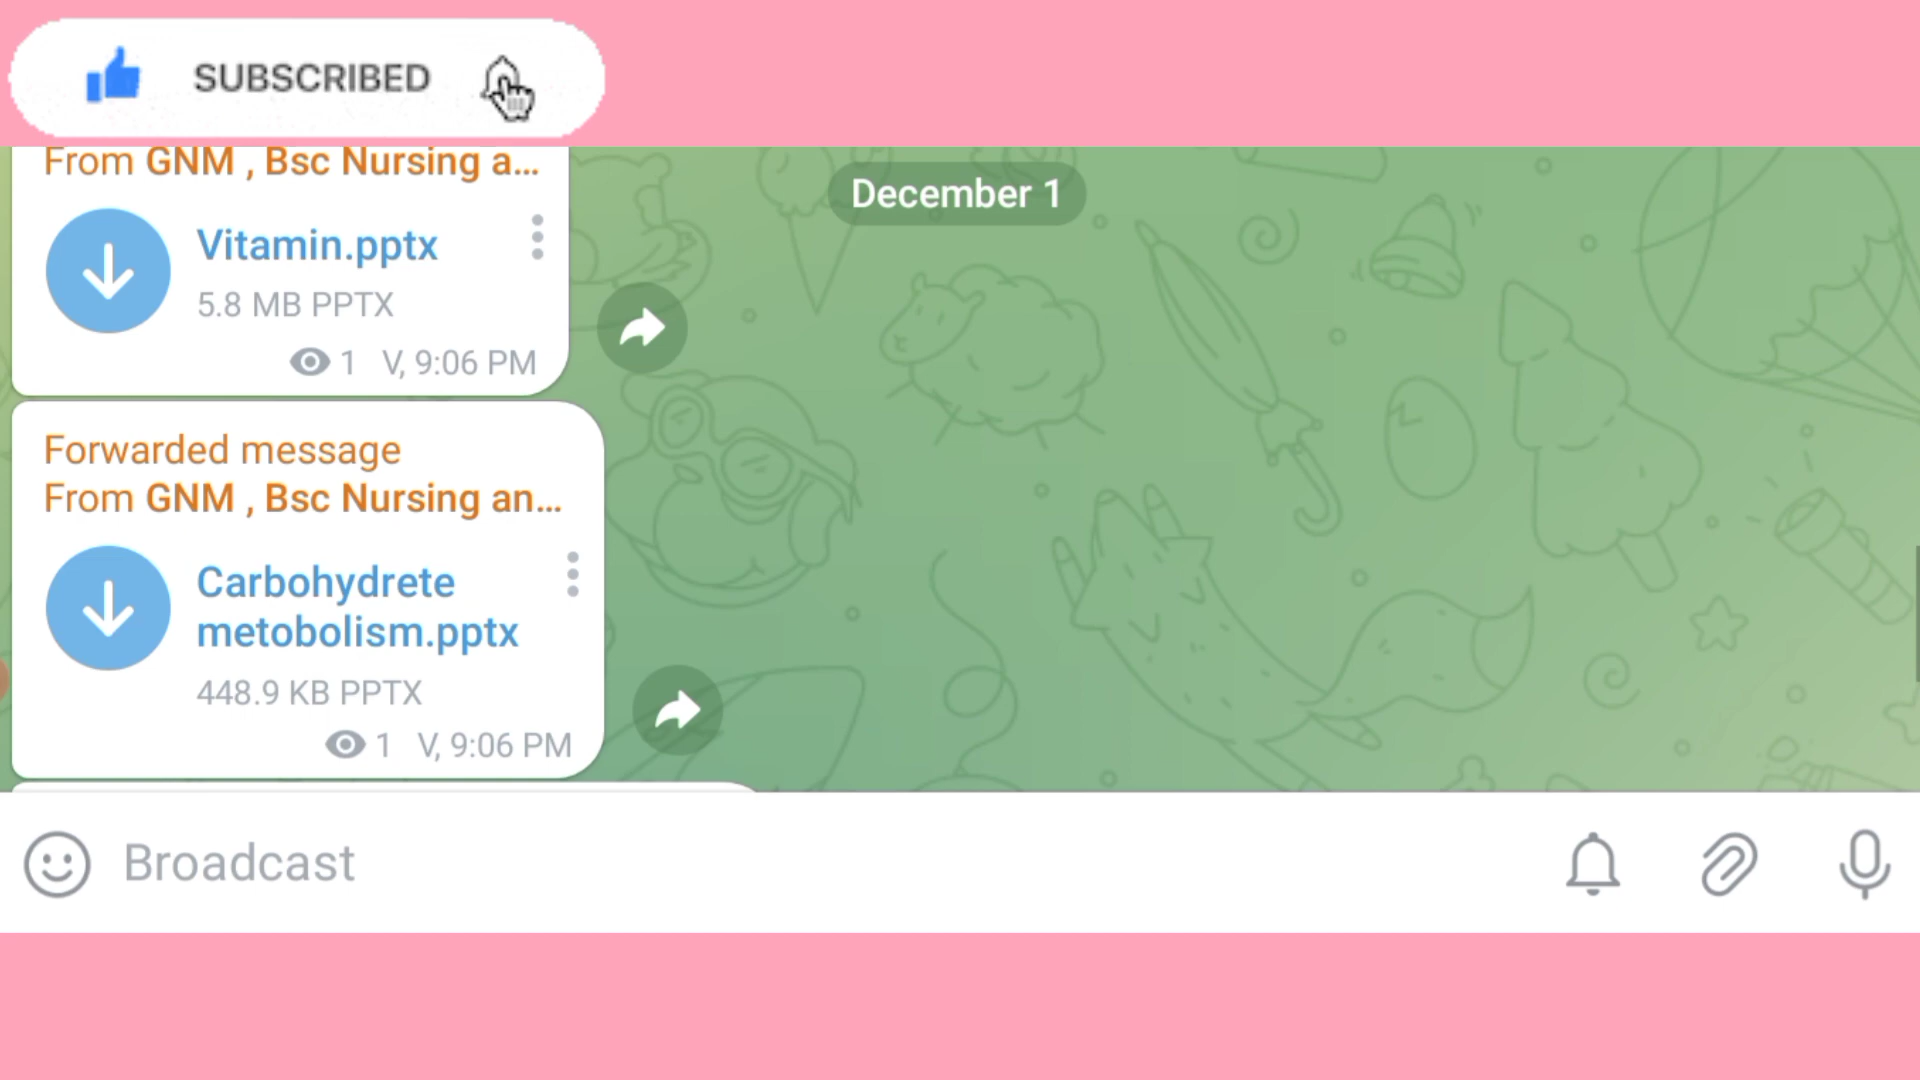 SUBSCRIBED
From GNM , Bsc Nursing a...
December 1
Vitamin.pptx
5.8 MB PPTX
1 V, 9:06 PM
Forwarded message
From GNM , Bsc Nursing an...
Carbohydrete
metobolism.pptx
448.9 KB PPTX
1 V, 9:06 PM
Broadcast